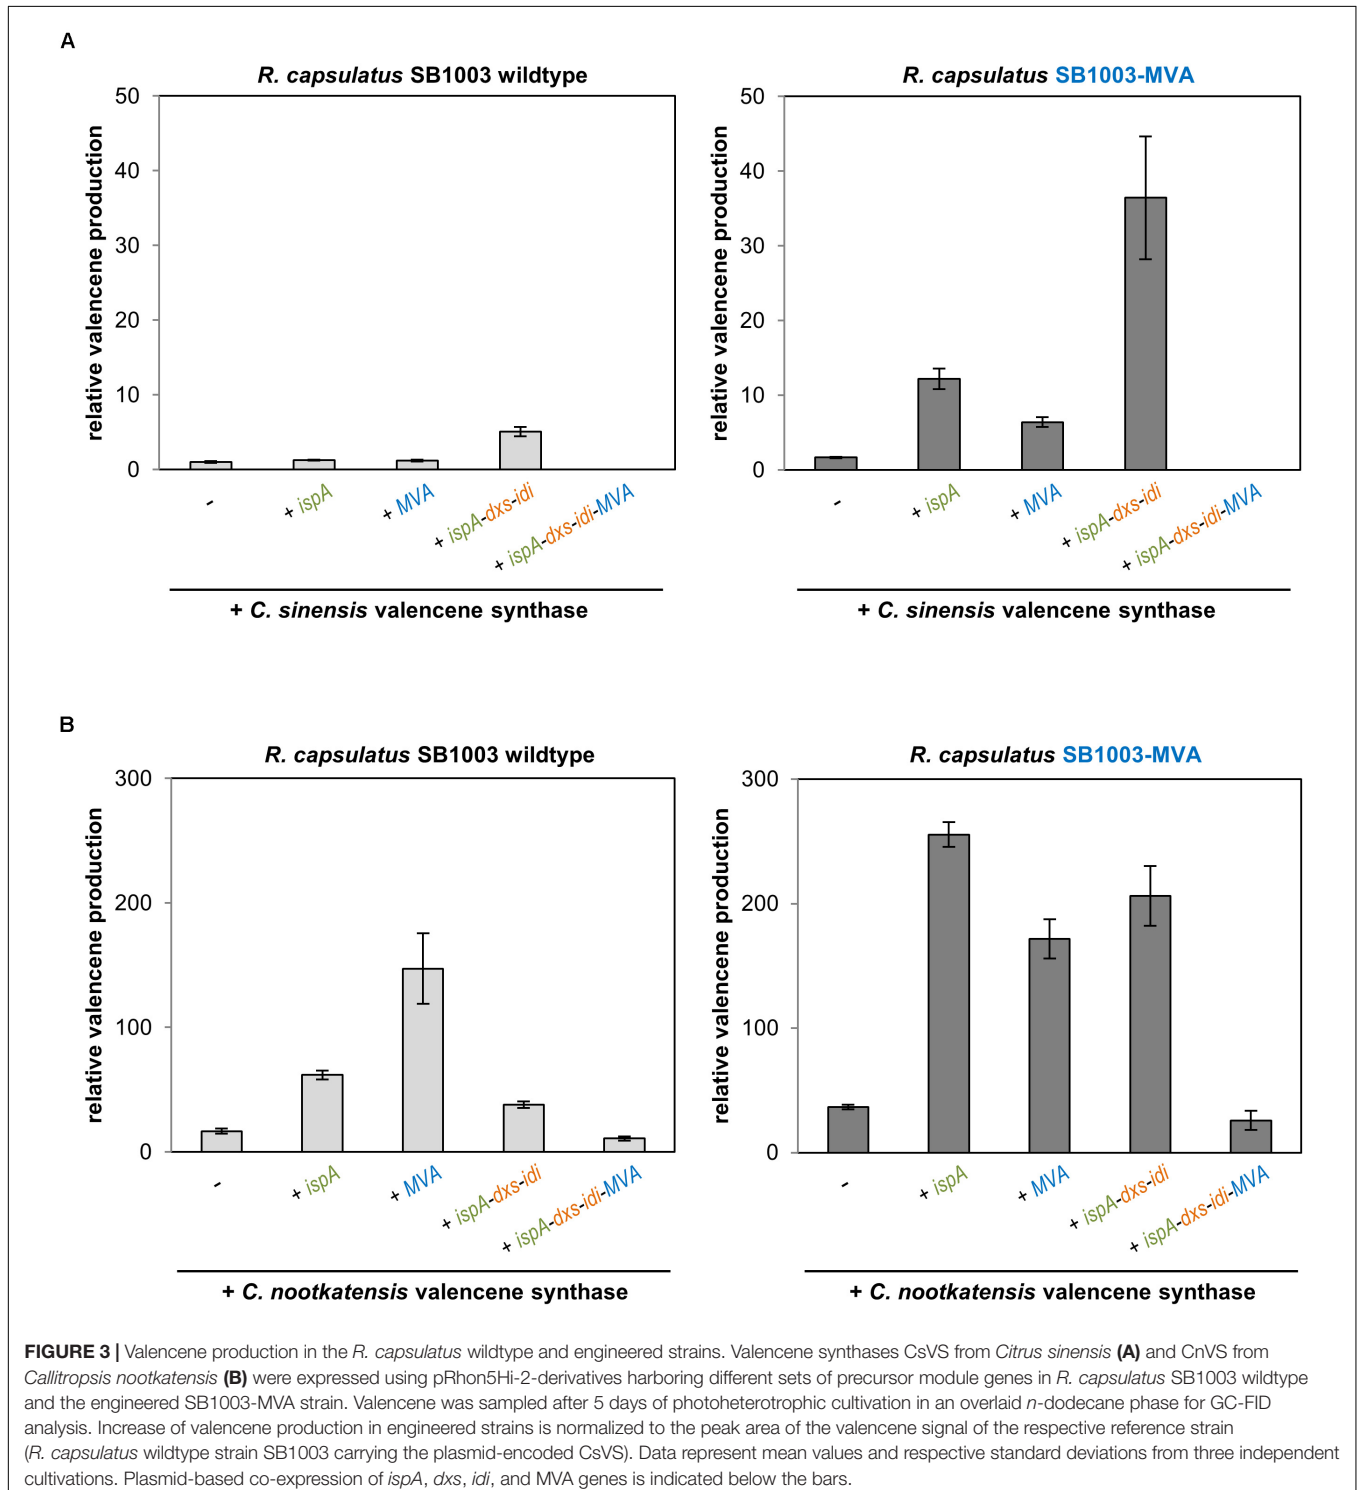 A
R. capsulatus SB1003 wildtype
R. capsulatus SB1003-MVA
relative valencene production
50
40
30
20
10
0
-
+ ispA
+ MVA
+ ispA-dxs-idi
+ ispA-dxs-idi-MVA
+ C. sinensis valencene synthase
relative valencene production
50
40
30
20
10
0
-
+ ispA
+ MVA
+ ispA-dxs-idi
+ ispA-dxs-idi-MVA
+ C. sinensis valencene synthase
B
R. capsulatus SB1003 wildtype
R. capsulatus SB1003-MVA
relative valencene production
300
200
100
0
-
+ ispA
+ MVA
+ ispA-dxs-idi
+ ispA-dxs-idi-MVA
+ C. nootkatensis valencene synthase
relative valencene production
300
200
100
0
-
+ ispA
+ MVA
+ ispA-dxs-idi
+ ispA-dxs-idi-MVA
+ C. nootkatensis valencene synthase
FIGURE 3 | Valencene production in the R. capsulatus wildtype and engineered strains. Valencene synthases CsVS from Citrus sinensis (A) and CnVS from
Callitropsis nootkatensis (B) were expressed using pRhon5Hi-2-derivatives harboring different sets of precursor module genes in R. capsulatus SB1003 wildtype
and the engineered SB1003-MVA strain. Valencene was sampled after 5 days of photoheterotrophic cultivation in an overlaid n-dodecane phase for GC-FID
analysis. Increase of valencene production in engineered strains is normalized to the peak area of the valencene signal of the respective reference strain
(R. capsulatus wildtype strain SB1003 carrying the plasmid-encoded CsVS). Data represent mean values and respective standard deviations from three independent
cultivations. Plasmid-based co-expression of ispA, dxs, idi, and MVA genes is indicated below the bars.